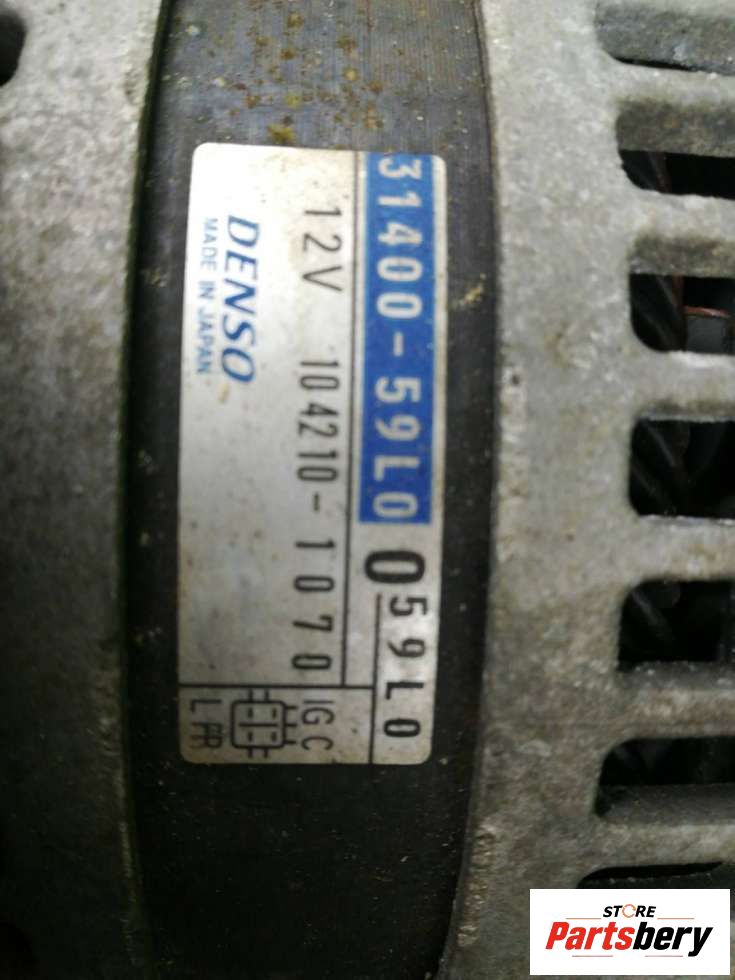 31400-59L0 0 59L0
12V 104210-1070
DENSO
MADE IN JAPAN
IG C
L FR
STORE
Partsbery